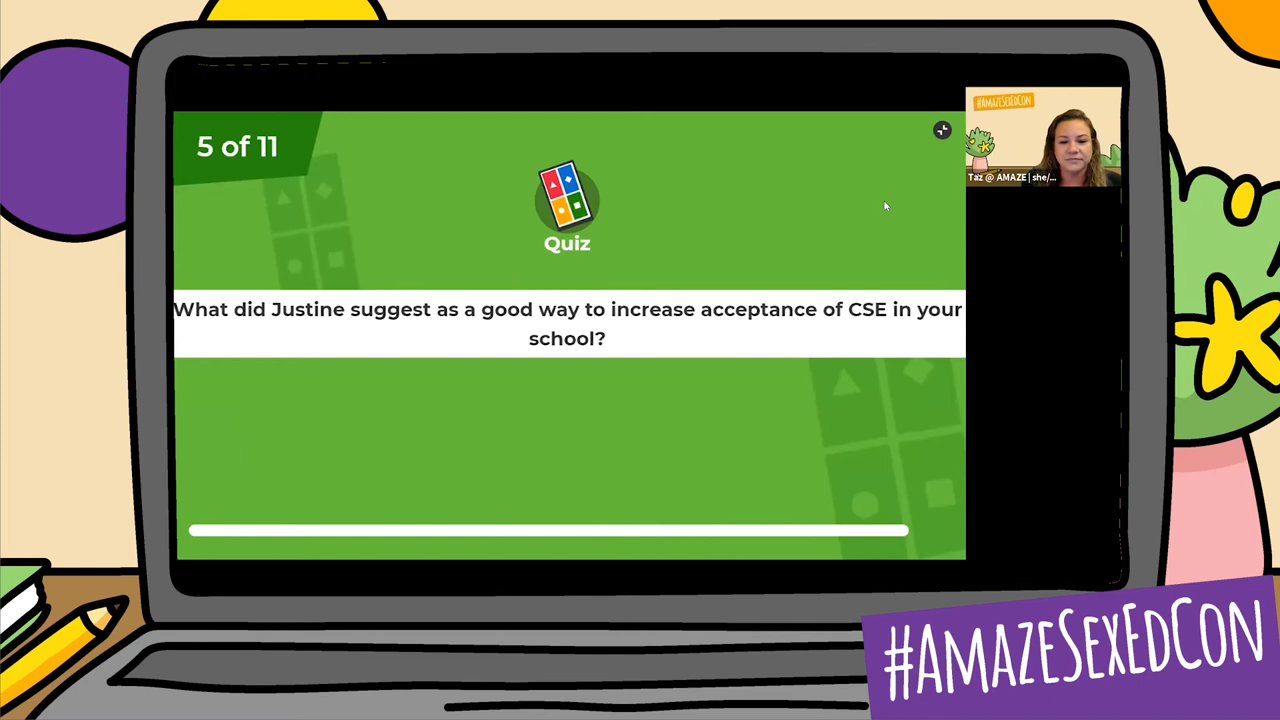 5 of 11
Quiz
What did Justine suggest as a good way to increase acceptance of CSE in your
school?
#AMAZESEXEDCON
Taz @ AMAZE | she/...
#AMAZESEXEDCON